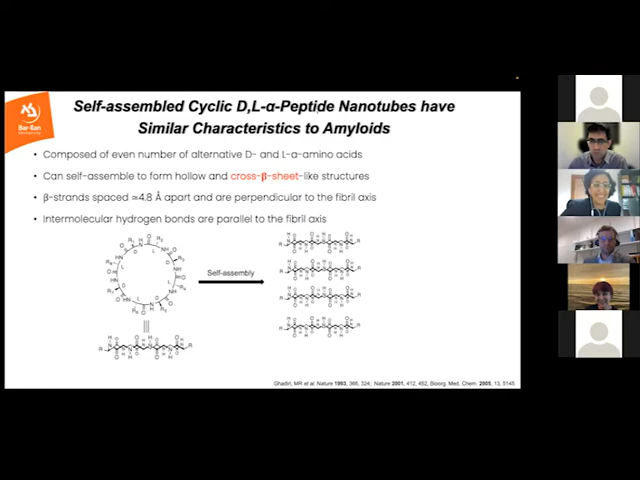 Self-assembled Cyclic D,L-α-Peptide Nanotubes have
Similar Characteristics to Amyloids
Bar-Ilan
• Composed of even number of alternative D- and L-α-amino acids
• Can self-assemble to form hollow and cross-β-sheet-like structures
• β-strands spaced ≃4.8 Å apart and are perpendicular to the fibril axis
• Intermolecular hydrogen bonds are parallel to the fibril axis
Self-assembly
Ghadiri, MR et al. Nature 1993, 366, 324; Nature 2001, 412, 452, Bioorg. Med. Chem. 2005, 13, 5145